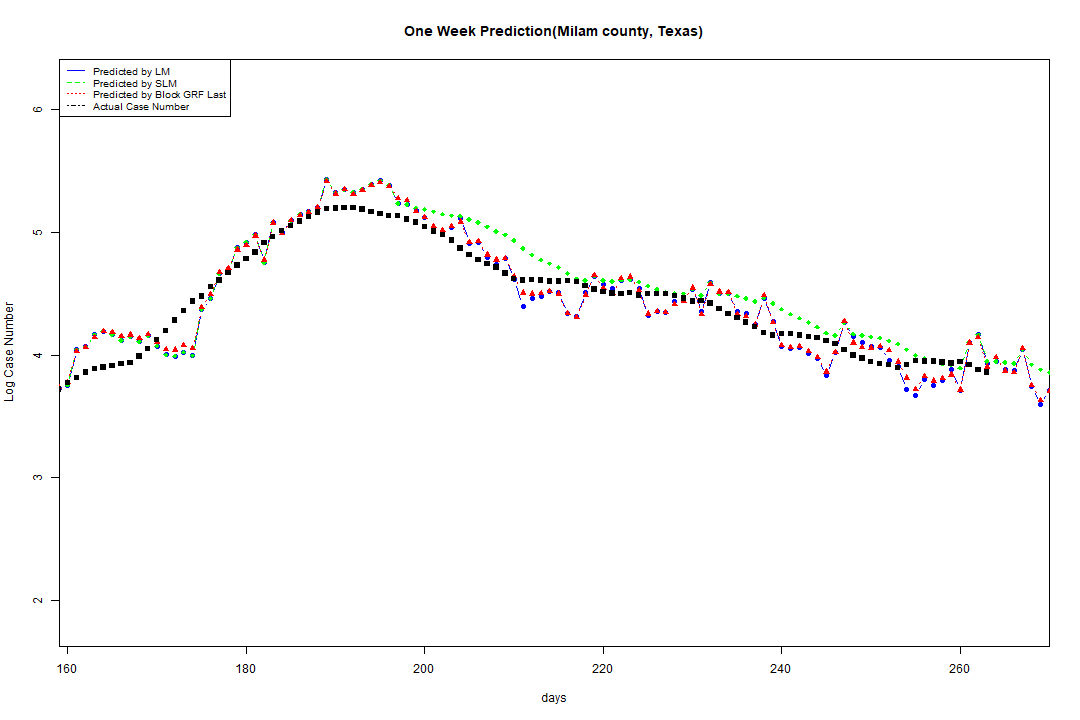 One Week Prediction(Milam county, Texas)
Predicted by LM
Predicted by SLM
Predicted by Block GRF Last
Actual Case Number
6
5
4
3
2
Log Case Number
160 180 200 220 240 260
days